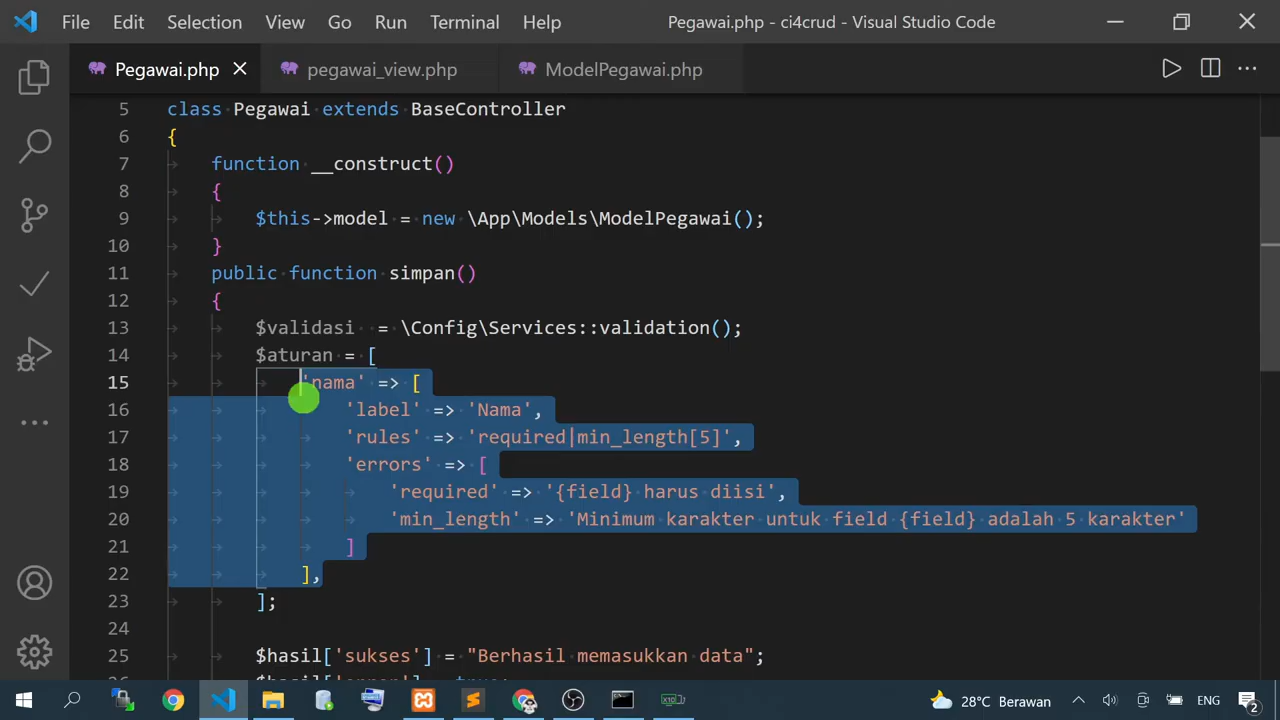 File Edit Selection View Go Run Terminal Help Pegawai.php - ci4crud - Visual Studio Code
Pegawai.php pegawai_view.php ModelPegawai.php
5 class Pegawai extends BaseController
6 {
7 function __construct()
8 {
9 $this->model = new \App\Models\ModelPegawai();
10 }
11 public function simpan()
12 {
13 $validasi = \Config\Services::validation();
14 $aturan = [
15 'nama' => [
16 'label' => 'Nama',
17 'rules' => 'required|min_length[5]',
18 'errors' => [
19 'required' => '{field} harus diisi',
20 'min_length' => 'Minimum karakter untuk field {field} adalah 5 karakter'
21 ]
22 ],
23 ];
24
25 $hasil['sukses'] = "Berhasil memasukkan data";
28°C Berawan ENG 2